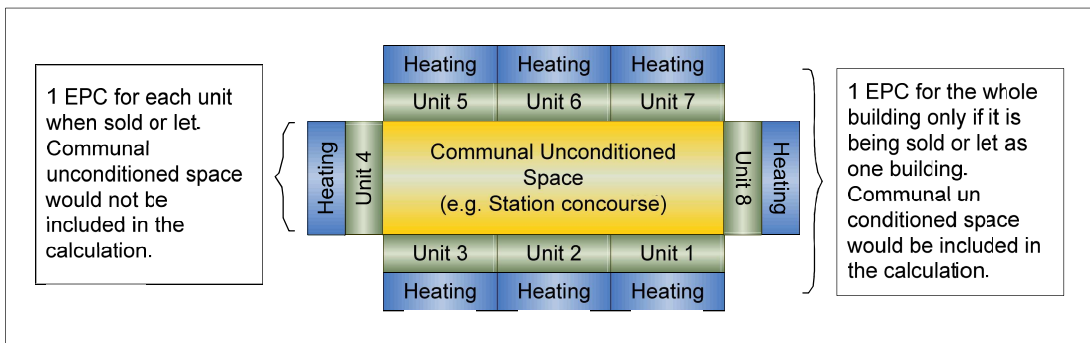 1 EPC for each unit
when sold or let.
Communal
unconditioned space
would not be
included in the
calculation.
Heating Heating Heating
Unit 5 Unit 6 Unit 7
Heating
Unit 4
Communal Unconditioned
Space
(e.g. Station concourse)
Unit 8
Heating
Unit 3 Unit 2 Unit 1
Heating Heating Heating
1 EPC for the whole
building only if it is
being sold or let as
one building.
Communal un
conditioned space
would be included in
the calculation.